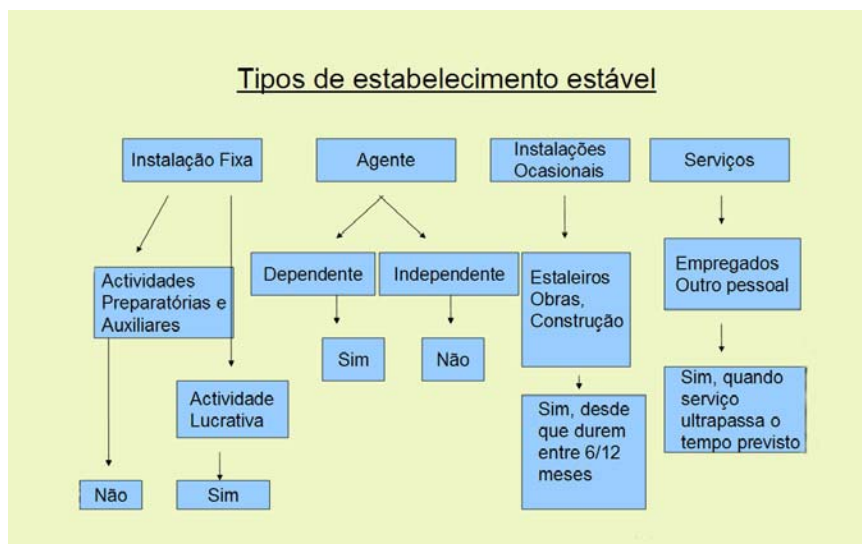 Tipos de estabelecimento estável
Instalação Fixa
Agente
Instalações
Ocasionais
Serviços
Actividades
Preparatórias e
Auxiliares
Dependente
Independente
Estaleiros
Obras,
Construção
Empregados
Outro pessoal
Sim
Não
Actividade
Lucrativa
Sim, desde
que durem
entre 6/12
meses
Sim, quando
serviço
ultrapassa o
tempo previsto
Não
Sim